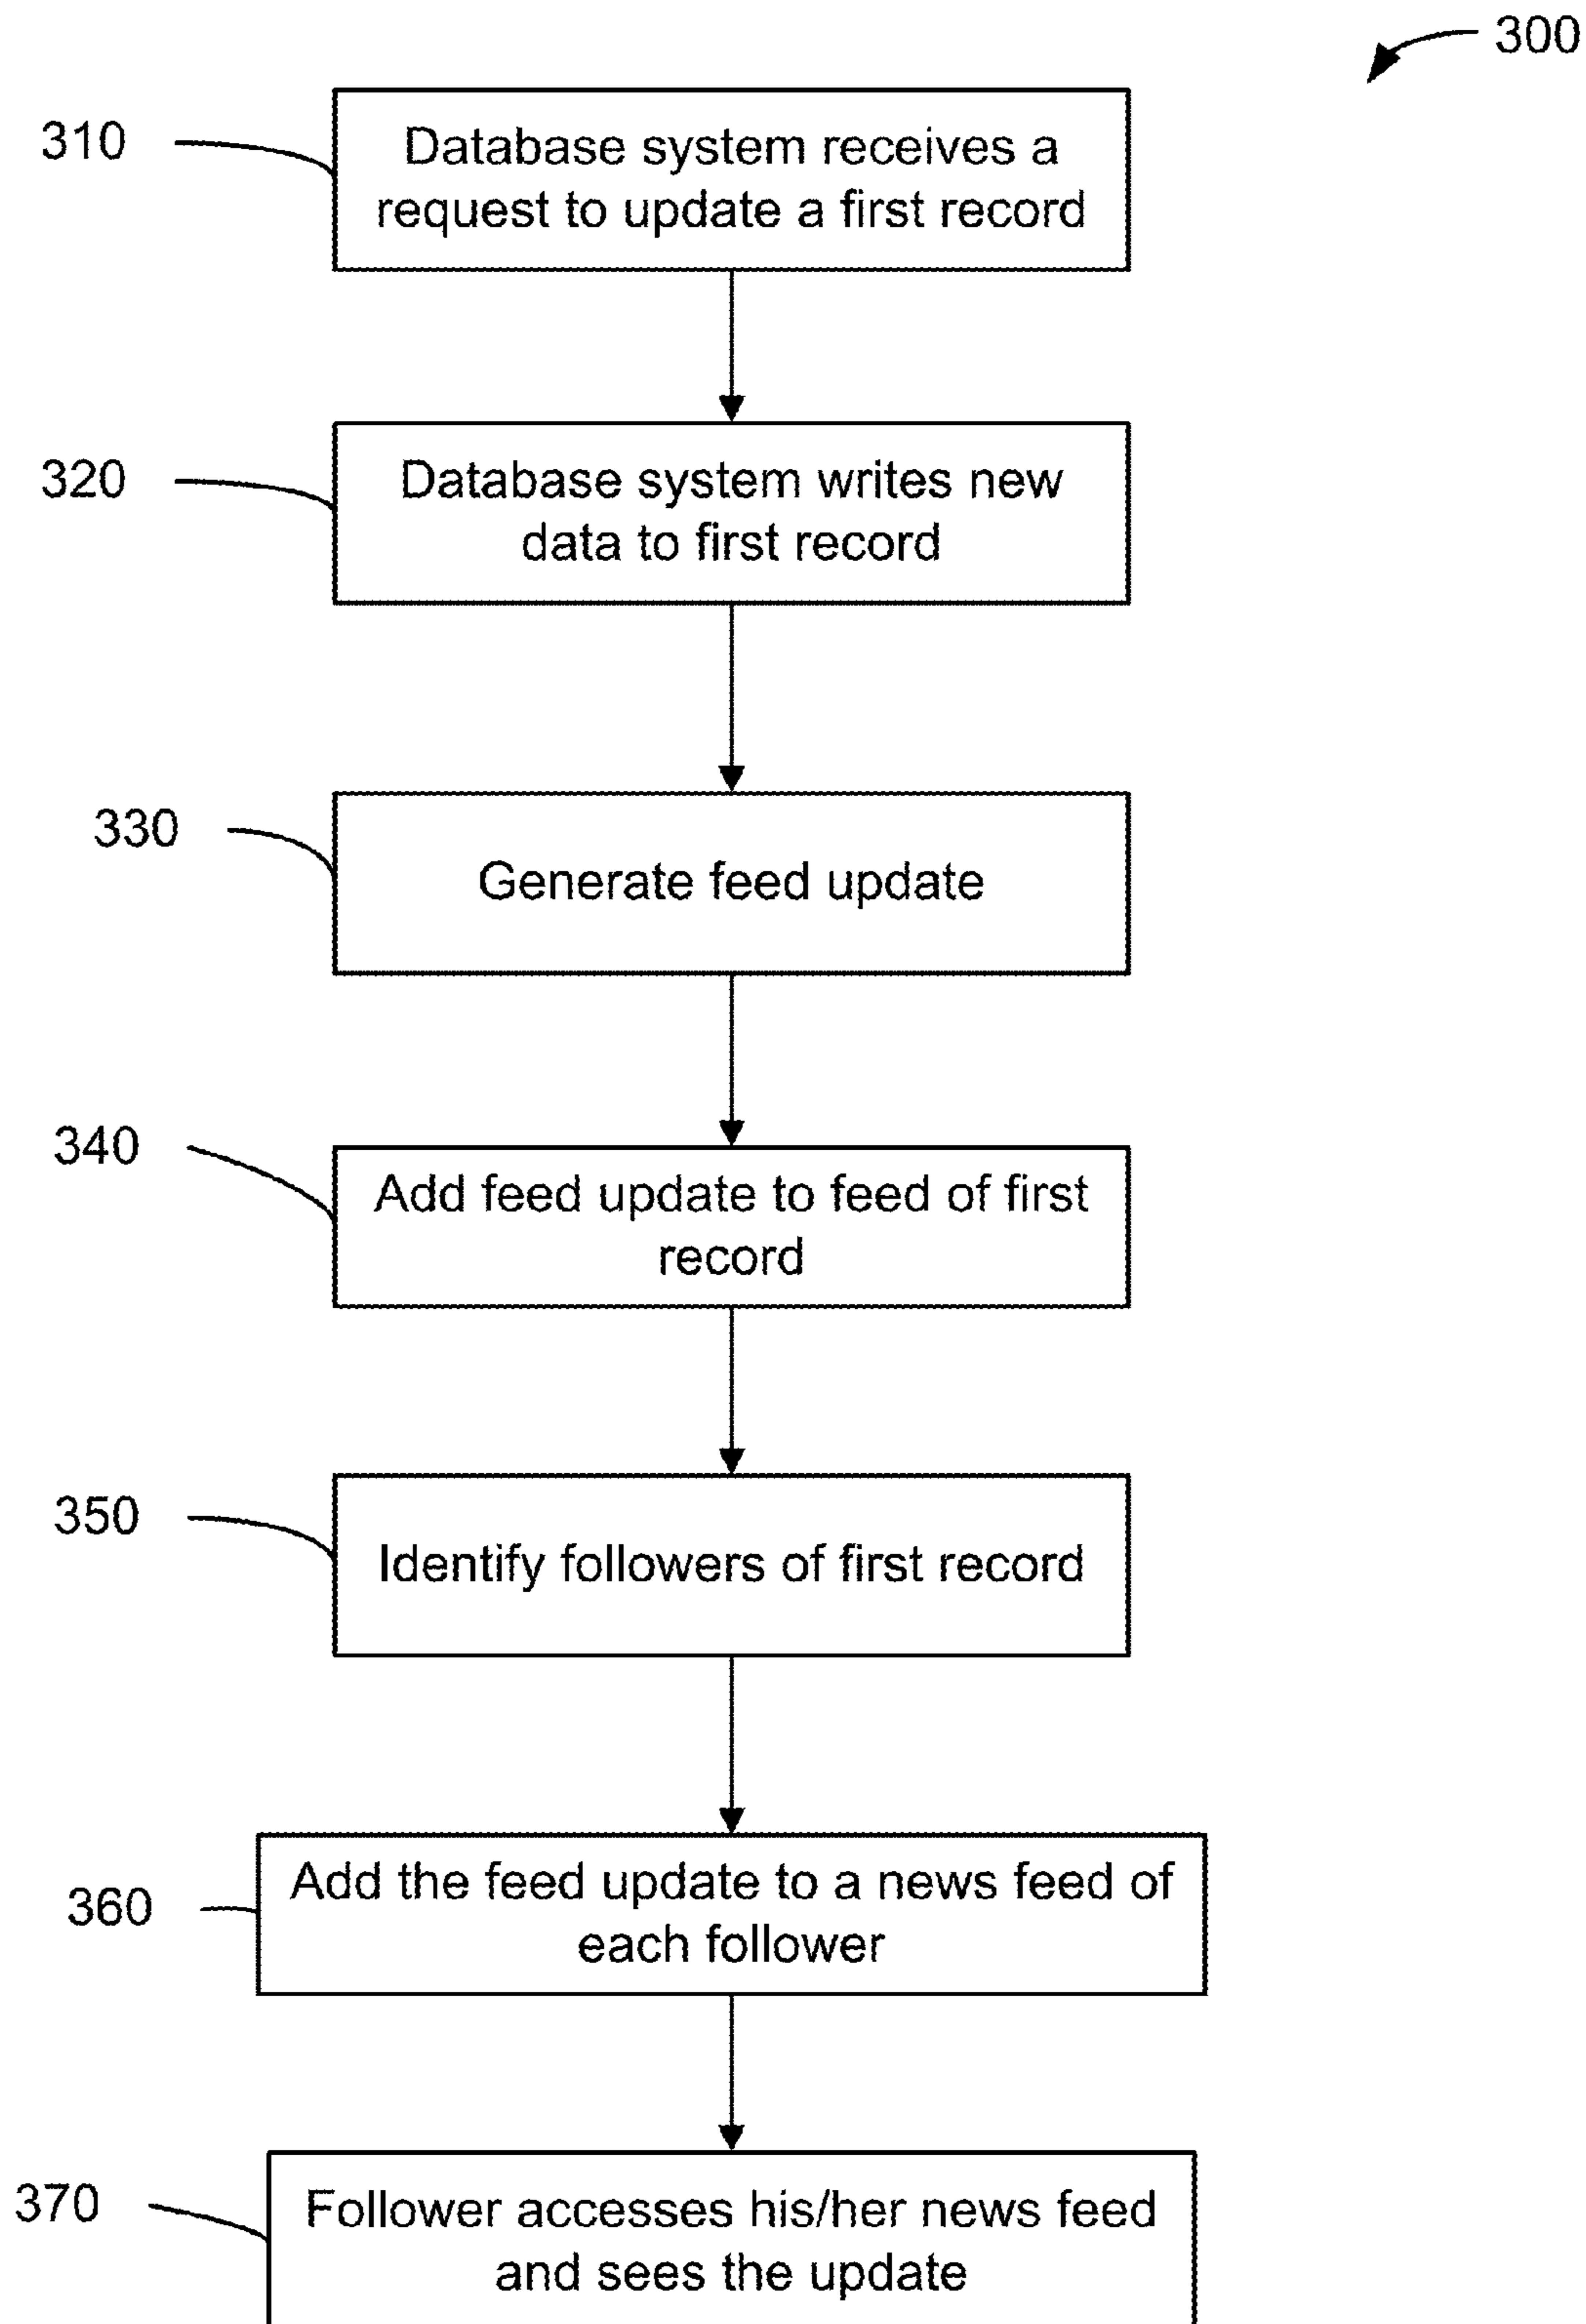 300
310
Database system receives a
request to update a first record
320
Database system writes new
data to first record
330
Generate feed update
340
Add feed update to feed of first
record
350
Identify followers of first record
360
Add the feed update to a news feed of
each follower
370
Follower accesses his/her news feed
and sees the update